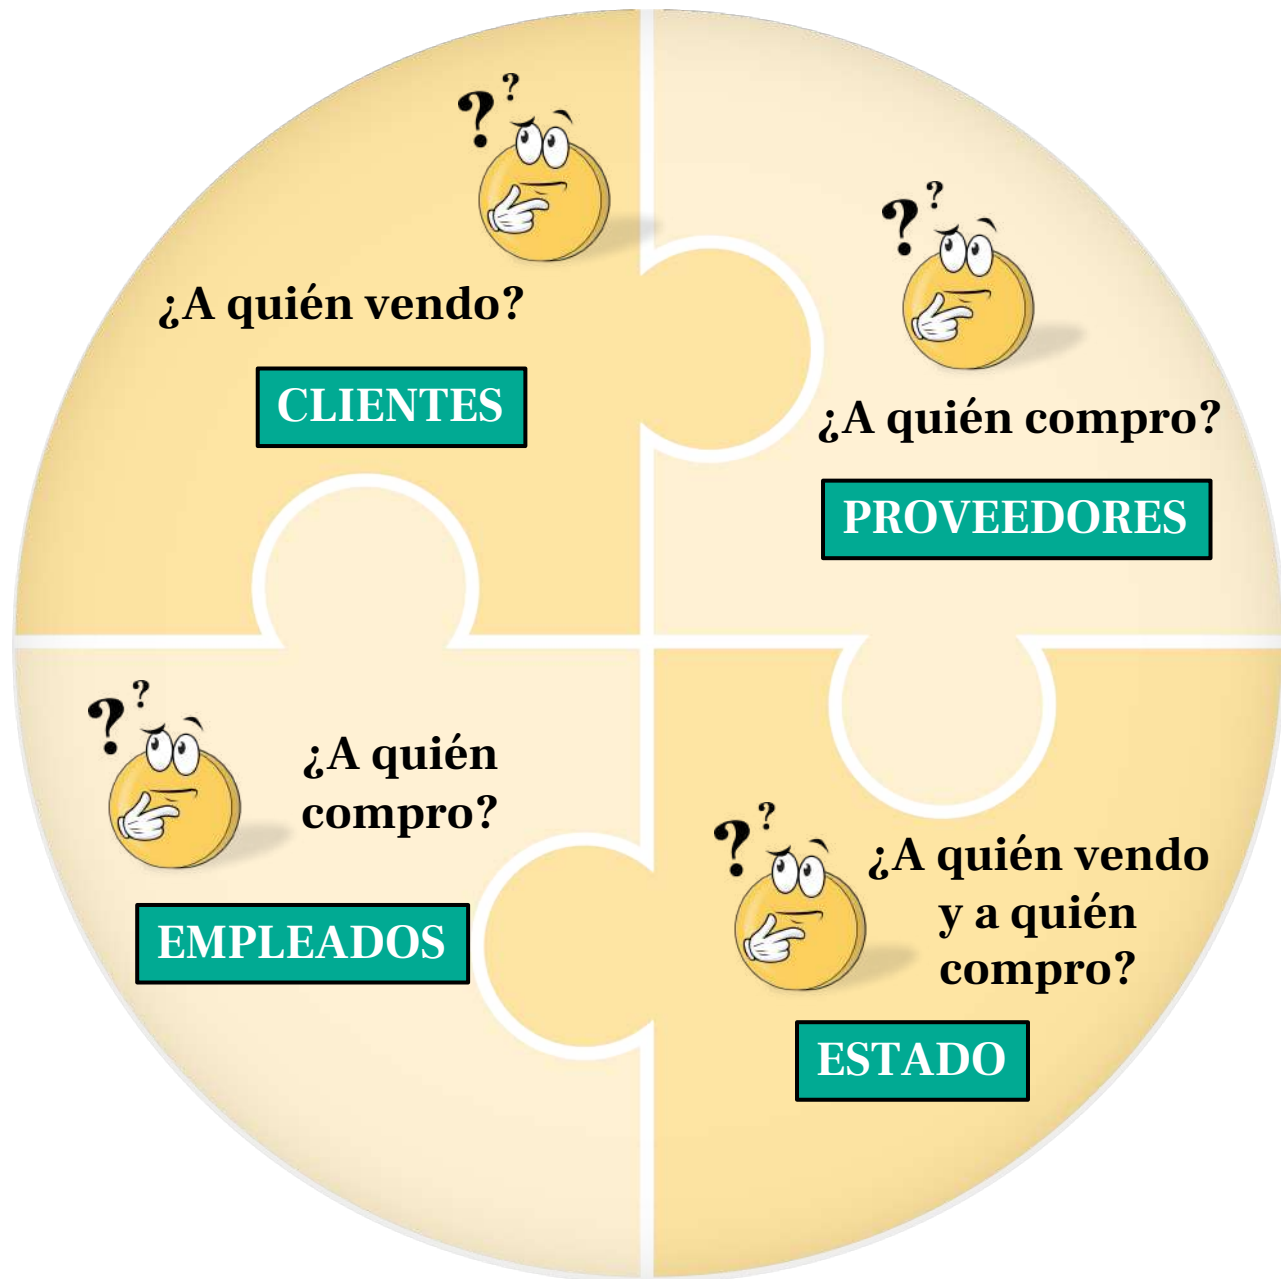 ? ?
¿A quién vendo?
CLIENTES
? ?
¿A quién compro?
PROVEEDORES
? ?
¿A quién
compro?
EMPLEADOS
? ?
¿A quién vendo
y a quién
compro?
ESTADO